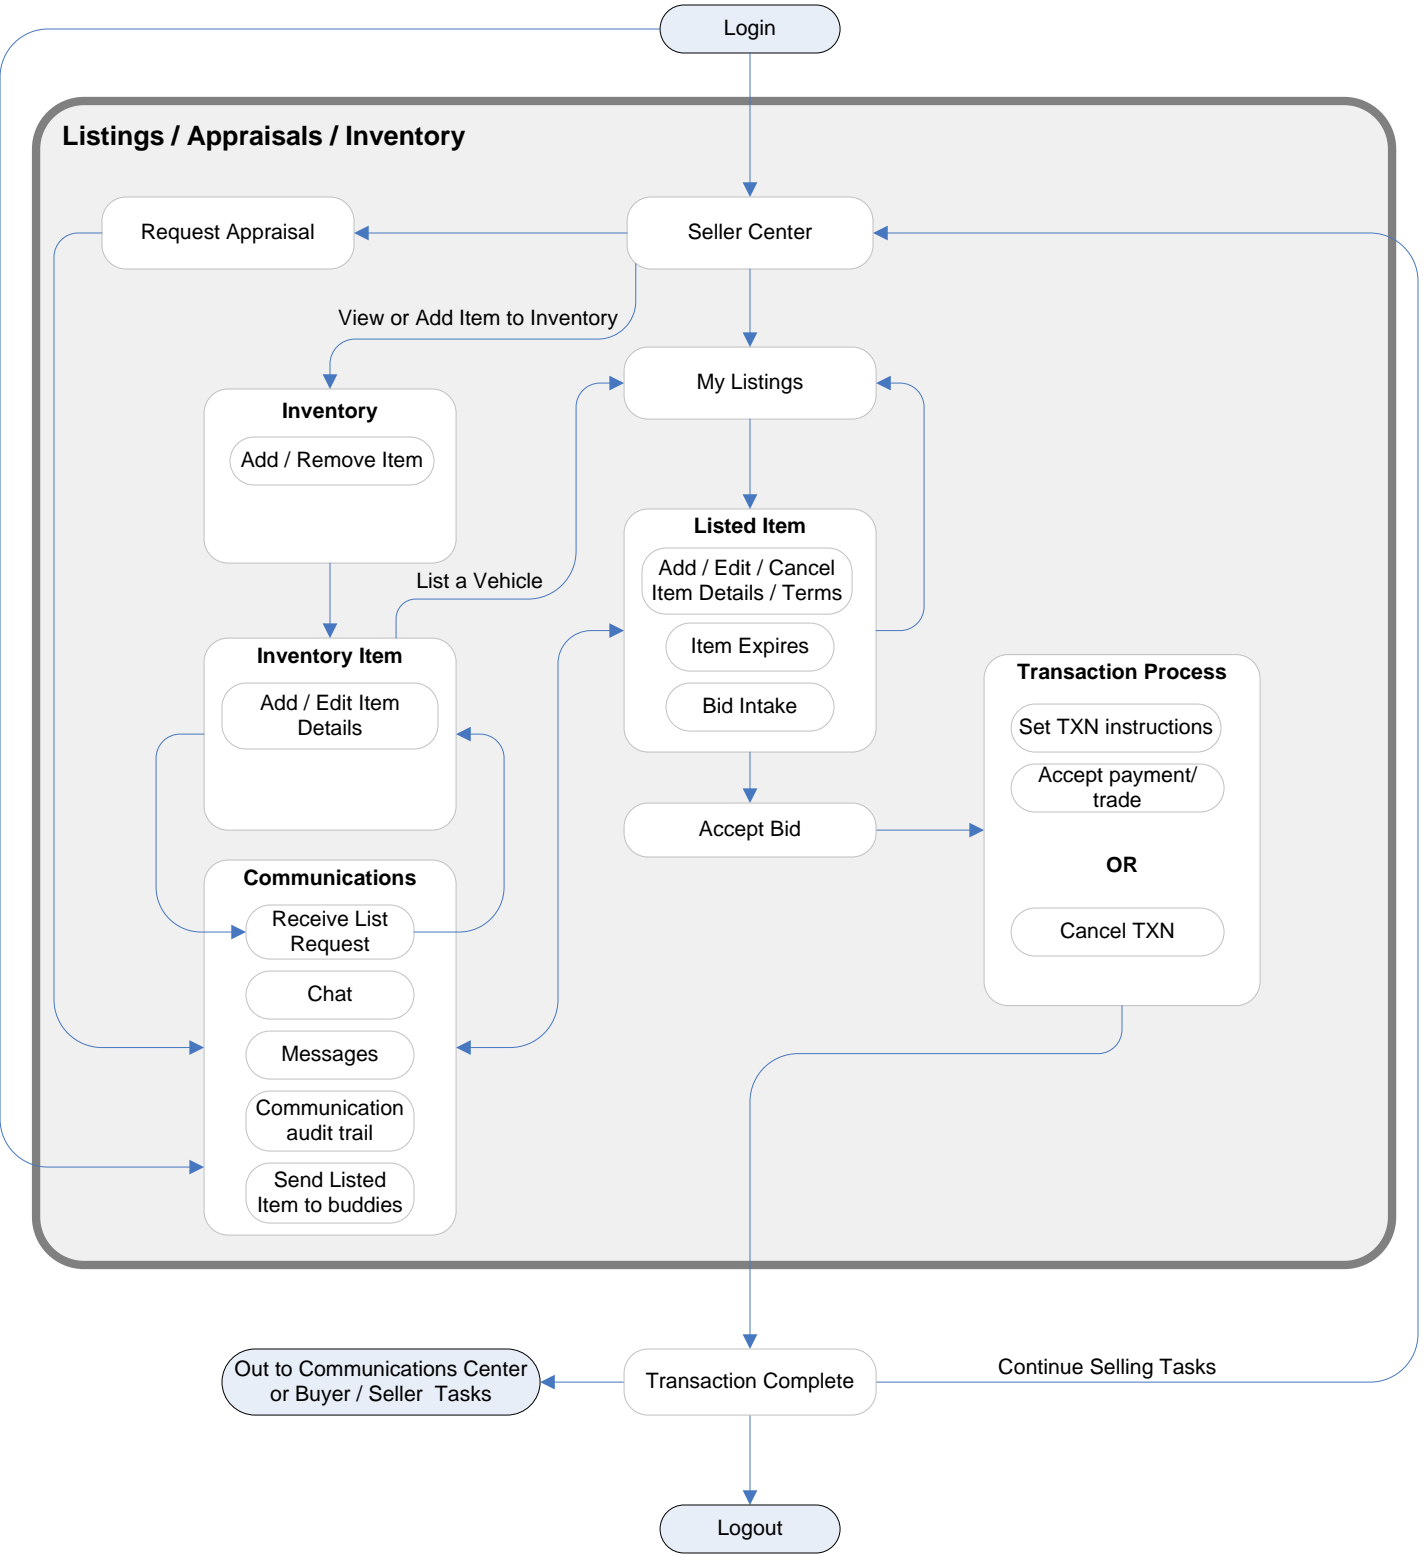 Login
Listings / Appraisals / Inventory
Request Appraisal
Seller Center
View or Add Item to Inventory
My Listings
Inventory
Add / Remove Item
List a Vehicle
Listed Item
Add / Edit / Cancel
Item Details / Terms
Item Expires
Bid Intake
Inventory Item
Add / Edit Item
Details
Transaction Process
Set TXN instructions
Accept payment/
trade
OR
Cancel TXN
Accept Bid
Communications
Receive List
Request
Chat
Messages
Communication
audit trail
Send Listed
Item to buddies
Out to Communications Center
or Buyer / Seller  Tasks
Transaction Complete
Continue Selling Tasks
Logout